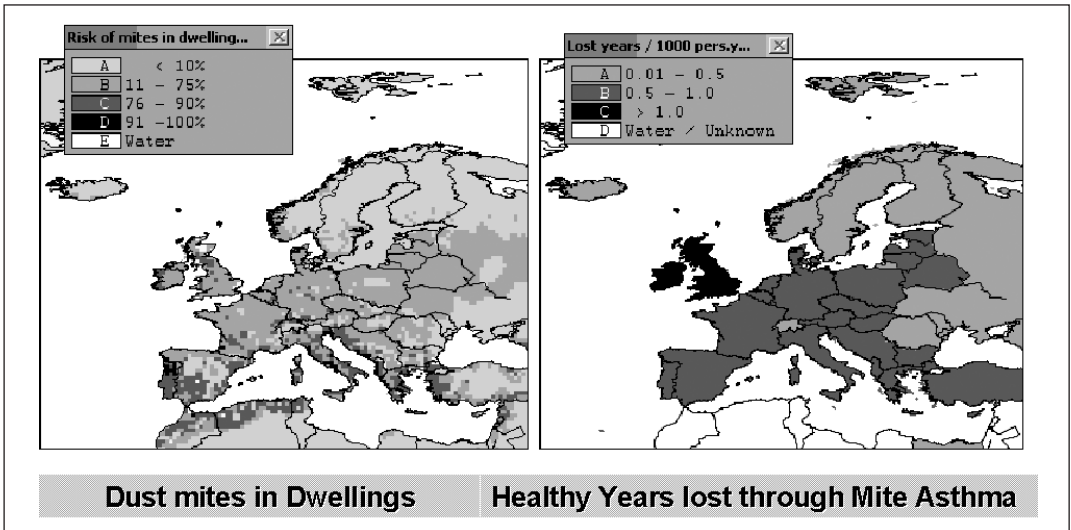 Risk of mites in dwelling...
A < 10%
B 11 - 75%
C 76 - 90%
D 91 -100%
E Water
Lost years / 1000 pers.y...
A 0.01 - 0.5
B 0.5 - 1.0
C > 1.0
D Water / Unknown
Dust mites in Dwellings
Healthy Years lost through Mite Asthma